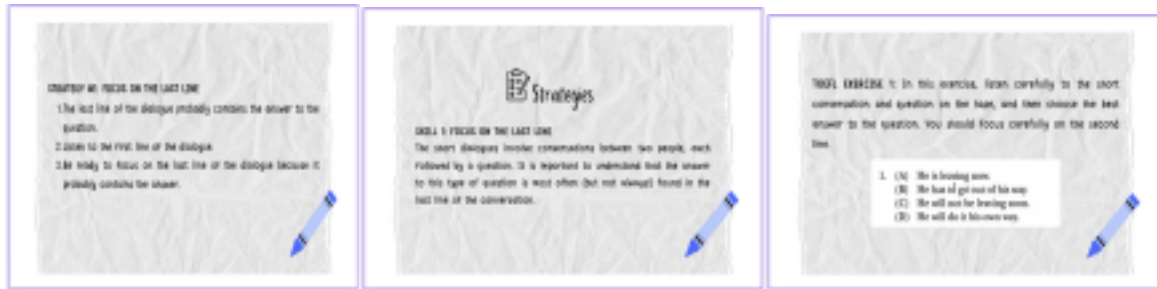 STRATEGY #1: FOCUS ON THE LAST LINE
1.The last line of the dialogue probably contains the answer to the
question.
2.Listen to the first line of the dialogue.
3.Be ready to focus on the last line of the dialogue because it
probably contains the answer.
Strategies
SKILL 1: FOCUS ON THE LAST LINE
The short dialogues involve conversations between two people, each
followed by a question. It is important to understand that the answer
to this type of question is most often (but not always!) found in the
last line of the conversation.
TOEFL EXERCISE 1: In this exercise, listen carefully to the short
conversation and question on the tape, and then choose the best
answer to the question. You should focus carefully on the second
line.
1. (A) He is leaving now.
(B) He has to go out of his way.
(C) He will not be leaving soon.
(D) He will do it his own way.